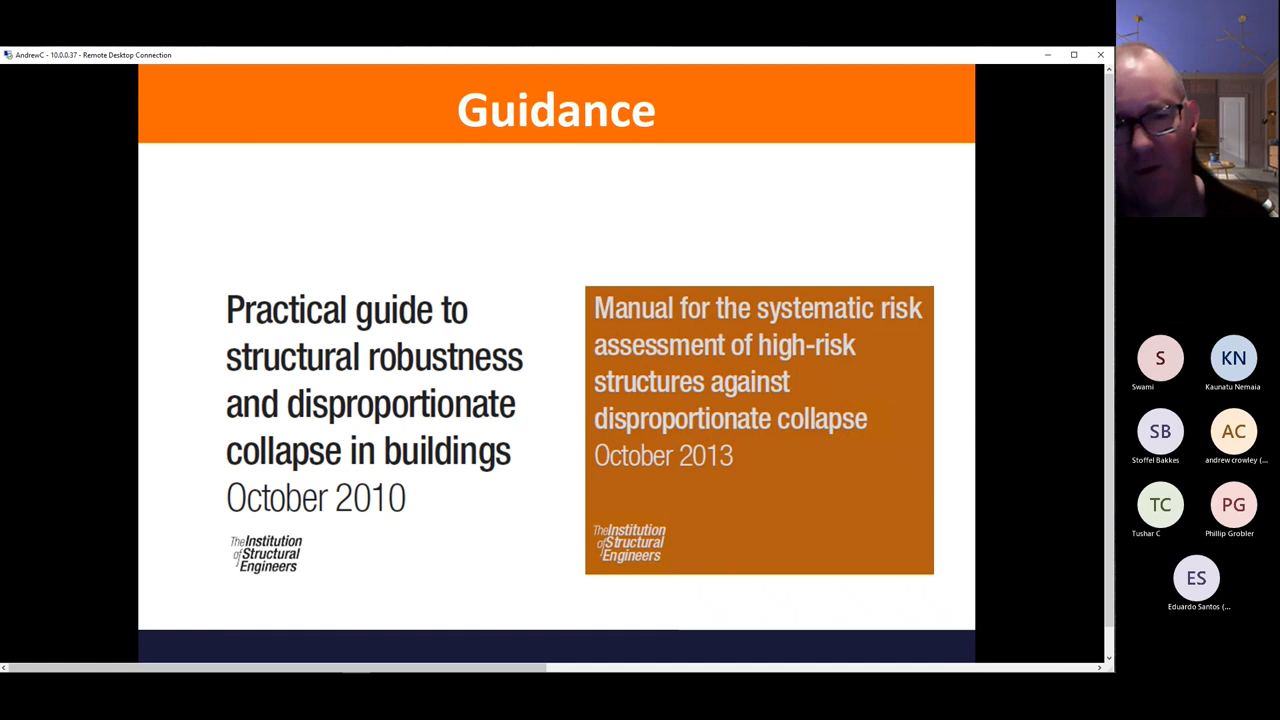 AndrewC - 10.0.0.37 - Remote Desktop Connection
Guidance
Practical guide to
structural robustness
and disproportionate
collapse in buildings
October 2010
The Institution
of Structural
Engineers
Manual for the systematic risk
assessment of high-risk
structures against
disproportionate collapse
October 2013
The Institution
of Structural
Engineers
S
KN
Swami
Kaunatu Nemaia
SB
AC
Stoffel Bakkes
andrew crowley (...
TC
PG
Tushar C
Phillip Grobler
ES
Eduardo Santos (...